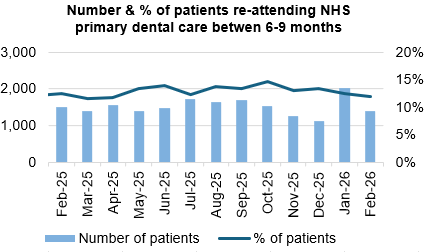 Number & % of patients re-attending NHS
primary dental care betwen 6-9 months
3,000
2,000
1,000
0
20%
15%
10%
5%
0%
Feb-25
Mar-25
Apr-25
May-25
Jun-25
Jul-25
Aug-25
Sep-25
Oct-25
Nov-25
Dec-25
Jan-26
Feb-26
Number of patients
% of patients